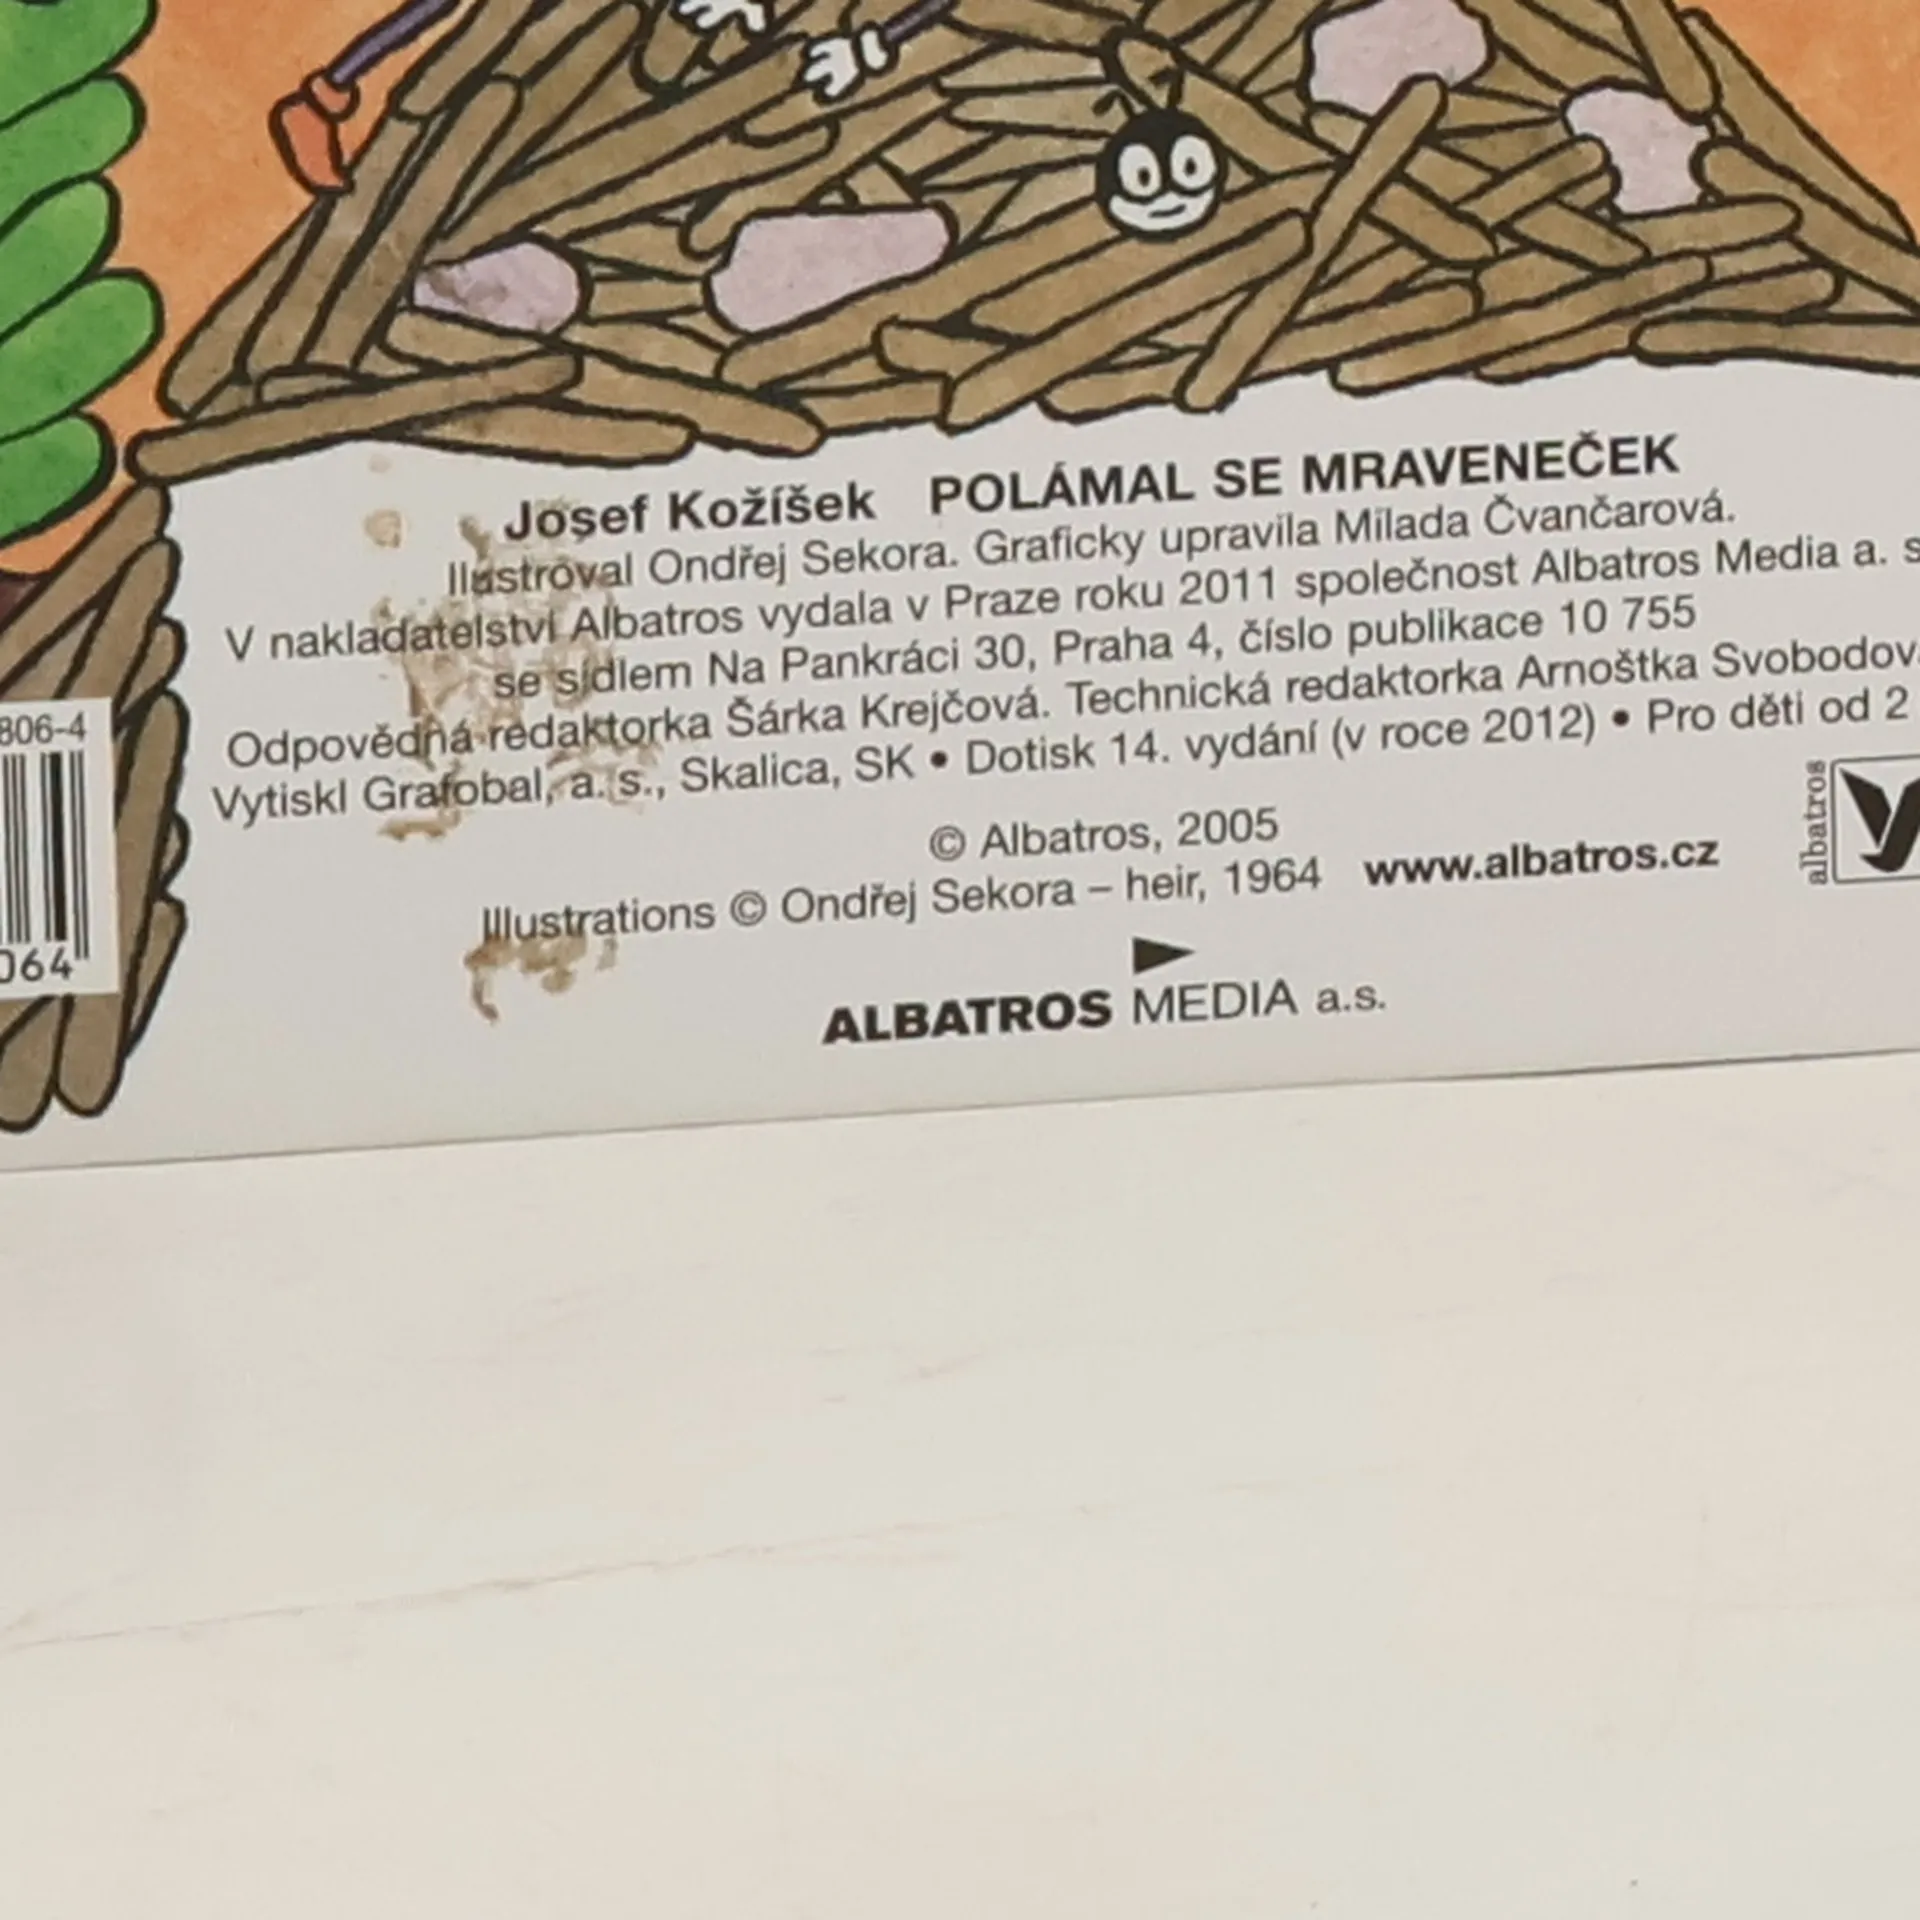 Josef Kožíšek POLÁMAL SE MRAVENEČEK
Ilustroval Ondřej Sekora. Graficky upravila Milada Čvančarová.
V nakladatelství Albatros vydala v Praze roku 2011 společnost Albatros Media a. s
se sídlem Na Pankráci 30, Praha 4, číslo publikace 10 755
Odpovědná redaktorka Šárka Krejčová. Technická redaktorka Arnoštka Svobodov
Vytiskl Grafobal, a. s., Skalica, SK • Dotisk 14. vydání (v roce 2012) • Pro děti od 2
806-4
064
© Albatros, 2005
Illustrations © Ondřej Sekora – heir, 1964 www.albatros.cz
albatros
ALBATROS MEDIA a.s.